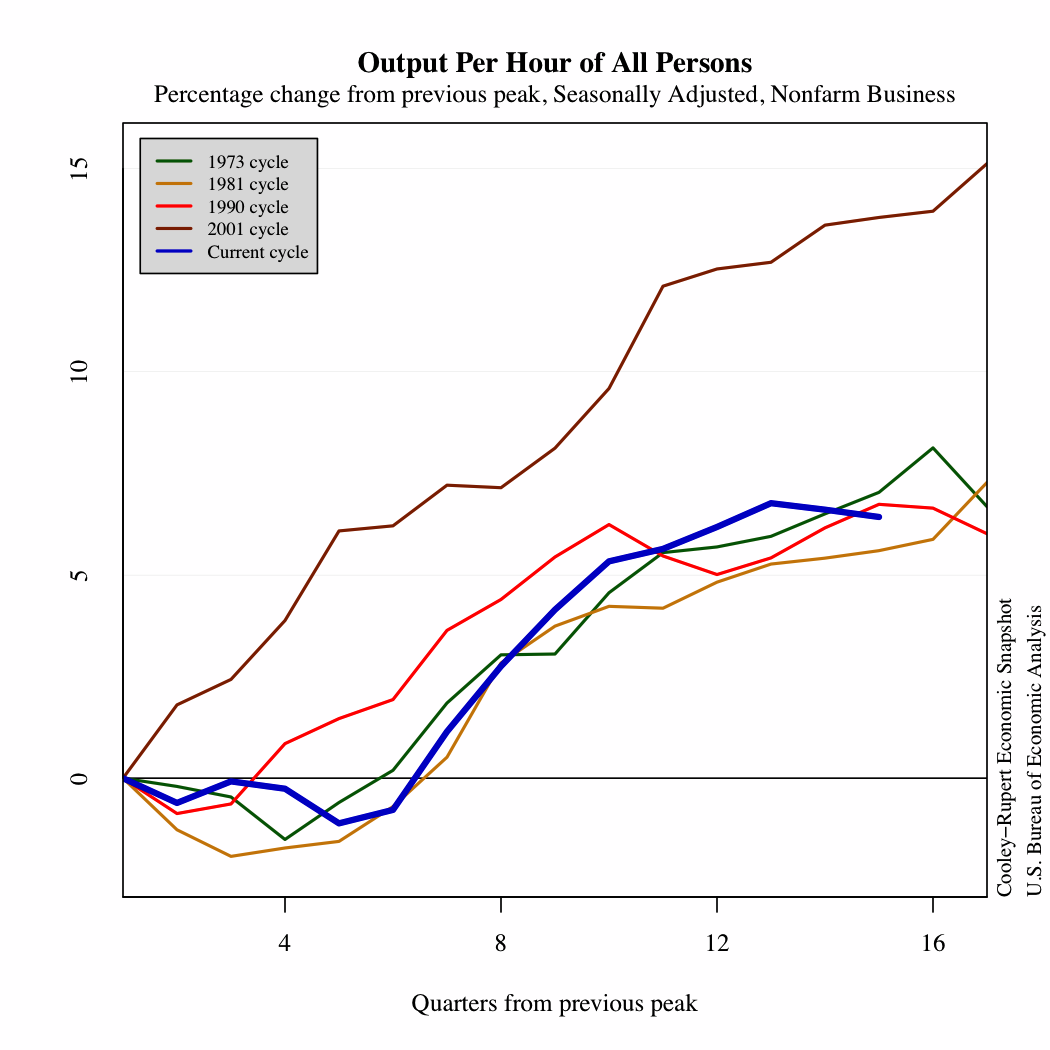 Output Per Hour of All Persons
Percentage change from previous peak, Seasonally Adjusted, Nonfarm Business
1973 cycle
1981 cycle
1990 cycle
2001 cycle
Current cycle
15
10
5
0
4
8
12
16
Quarters from previous peak
Cooley−Rupert Economic Snapshot
U.S. Bureau of Economic Analysis